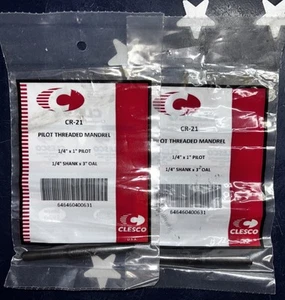 CR-21
PILOT THREADED MANDREL
1/4" x 1" PILOT
1/4" SHANK x 3" OAL
646460400631
CLESCO
U.S.A.
CR-21
OT THREADED MANDREL
1/4" x 1" PILOT
1/4" SHANK x 3" OAL
646460400631
CLESCO